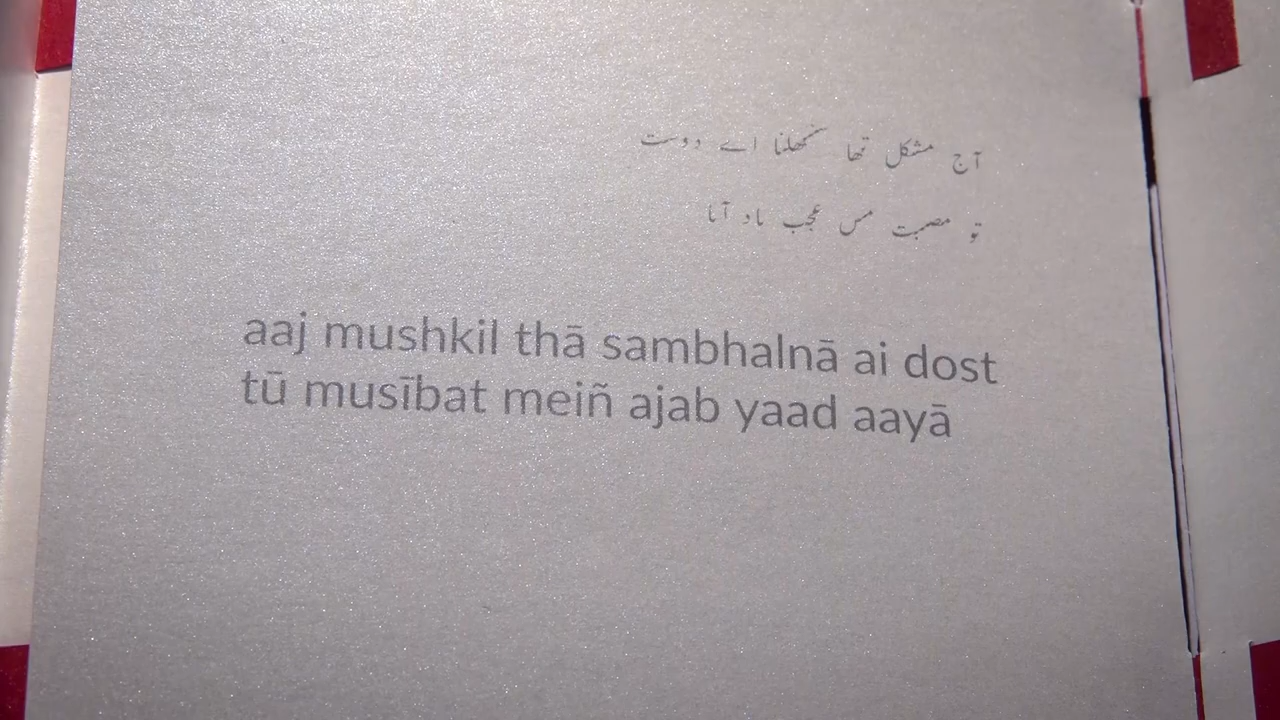 آج مشکل تھا سنبھلنا اے دوست
تو مصیبت میں عجب یاد آیا
aaj mushkil thā sambhalnā ai dost
tū musībat meiñ ajab yaad aayā